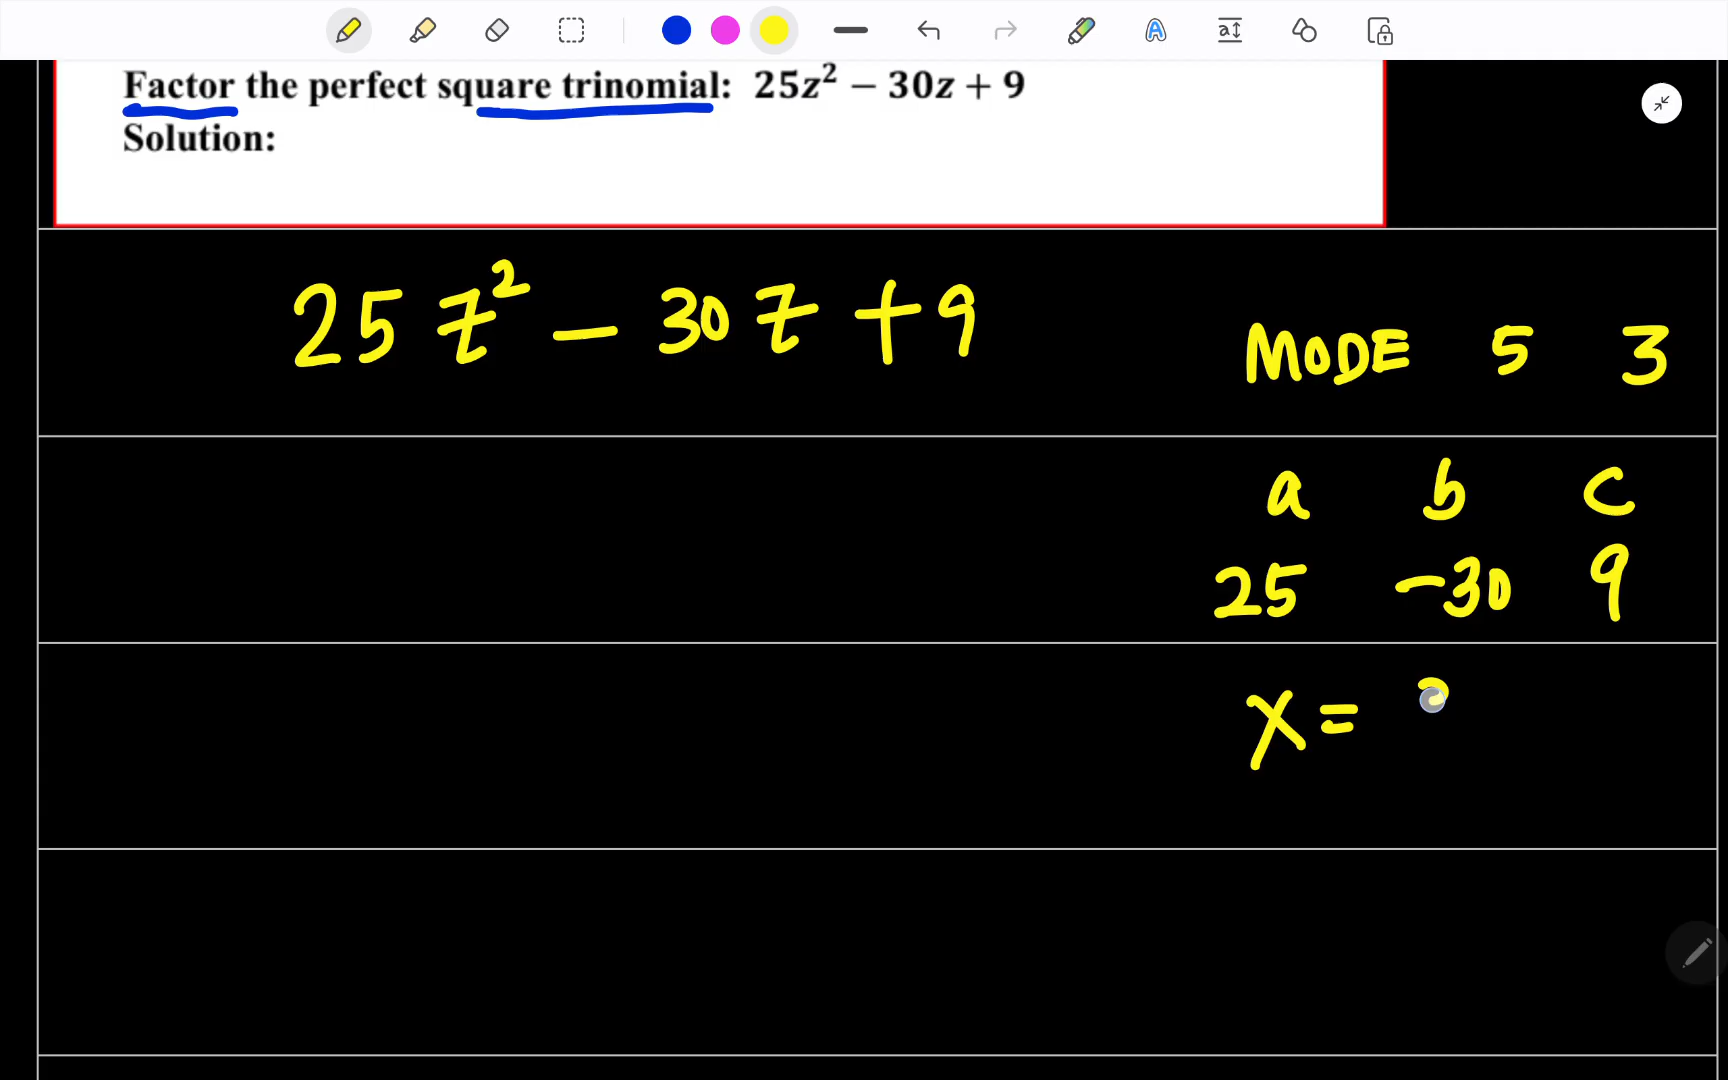 Factor the perfect square trinomial: 25z² − 30z + 9
Solution:
25z² − 30z + 9
MODE 5 3
a b c
25 -30 9
X =